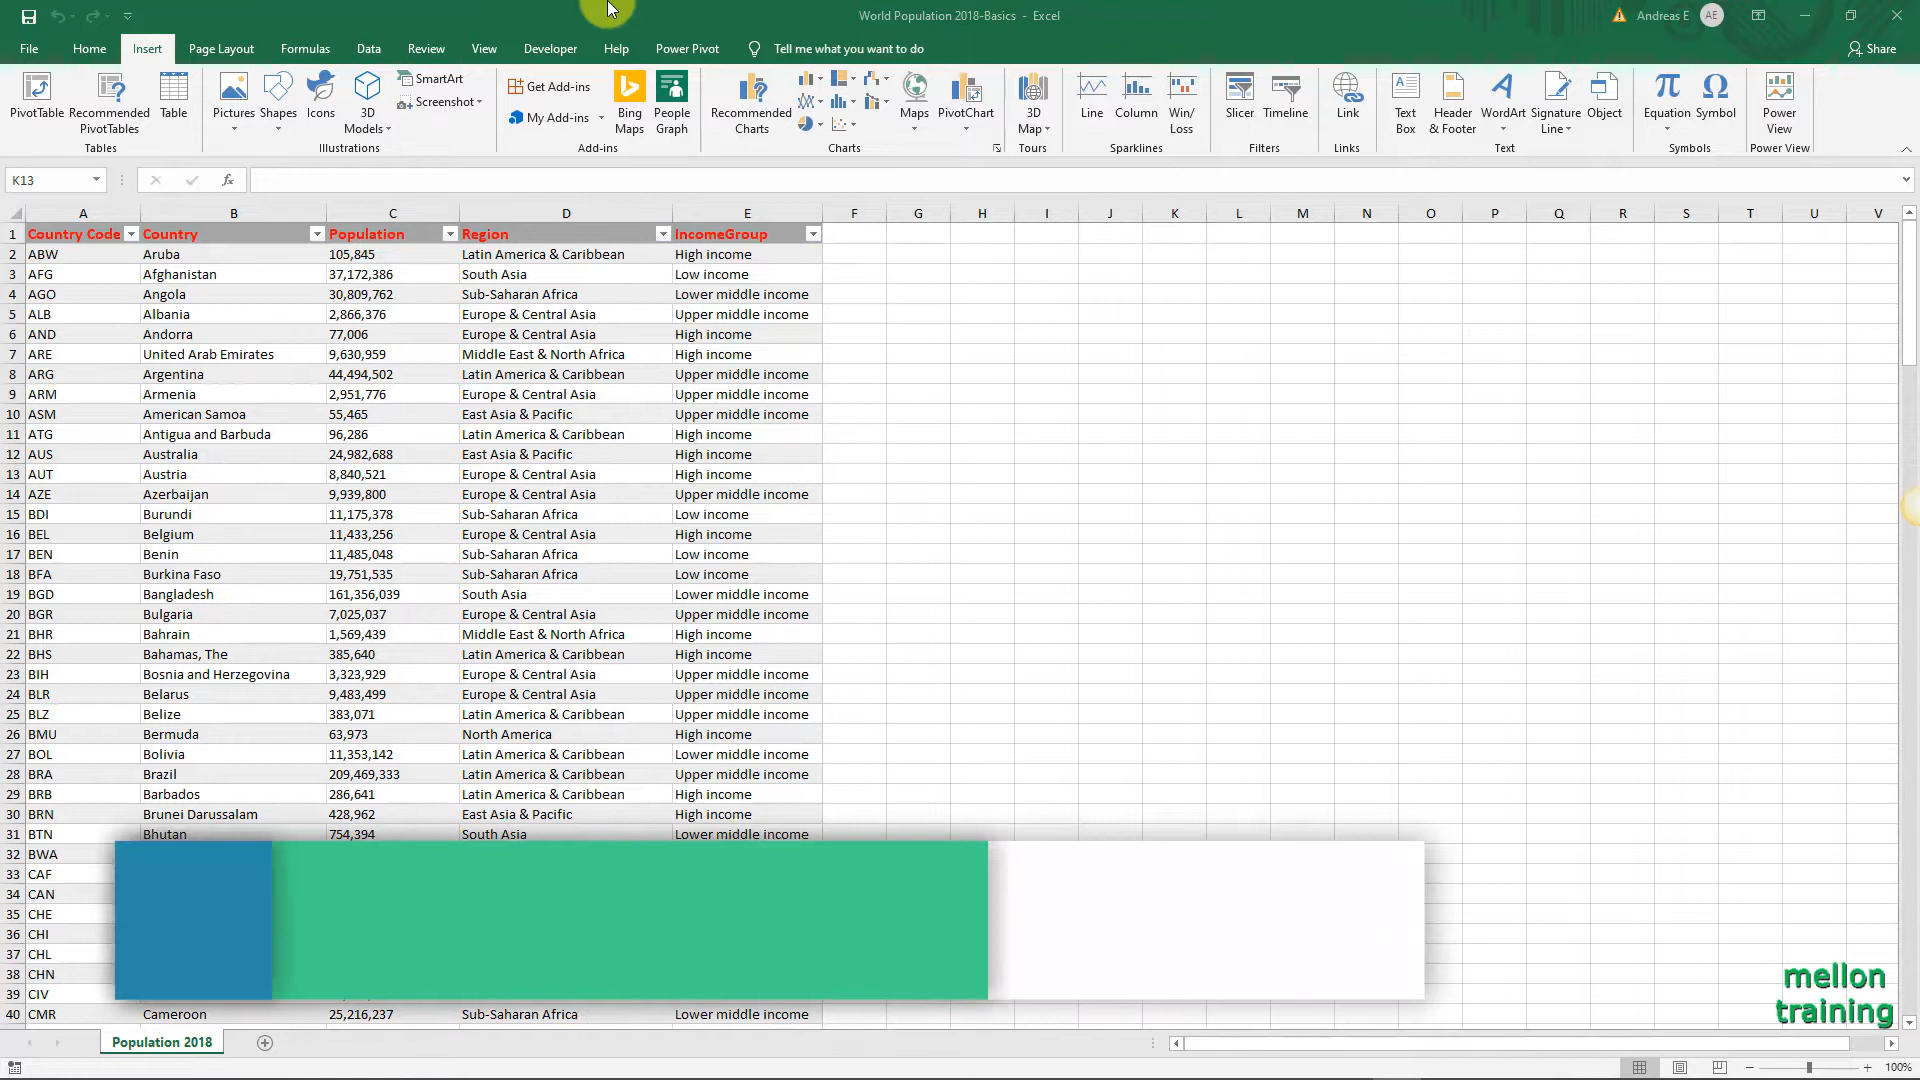 World Population 2018-Basics - Excel
Andreas E
AE
File Home Insert Page Layout Formulas Data Review View Developer Help Power Pivot Tell me what you want to do
Share
PivotTable
Recommended PivotTables
Table
Tables
Pictures
Shapes
Icons
3D Models
SmartArt
Screenshot
Illustrations
Get Add-ins
My Add-ins
Bing Maps
People Graph
Add-ins
Recommended Charts
Maps
PivotChart
Charts
3D Map
Tours
Line
Column
Win/ Loss
Sparklines
Slicer
Timeline
Filters
Link
Links
Text Box
Header & Footer
WordArt
Signature Line
Object
Text
Equation
Symbol
Symbols
Power View
Power View
K13
fx
A B C D E F G H I J K L M N O P Q R S T U V
1 Country Code Country Population Region IncomeGroup
2 ABW Aruba 105,845 Latin America & Caribbean High income
3 AFG Afghanistan 37,172,386 South Asia Low income
4 AGO Angola 30,809,762 Sub-Saharan Africa Lower middle income
5 ALB Albania 2,866,376 Europe & Central Asia Upper middle income
6 AND Andorra 77,006 Europe & Central Asia High income
7 ARE United Arab Emirates 9,630,959 Middle East & North Africa High income
8 ARG Argentina 44,494,502 Latin America & Caribbean Upper middle income
9 ARM Armenia 2,951,776 Europe & Central Asia Upper middle income
10 ASM American Samoa 55,465 East Asia & Pacific Upper middle income
11 ATG Antigua and Barbuda 96,286 Latin America & Caribbean High income
12 AUS Australia 24,982,688 East Asia & Pacific High income
13 AUT Austria 8,840,521 Europe & Central Asia High income
14 AZE Azerbaijan 9,939,800 Europe & Central Asia Upper middle income
15 BDI Burundi 11,175,378 Sub-Saharan Africa Low income
16 BEL Belgium 11,433,256 Europe & Central Asia High income
17 BEN Benin 11,485,048 Sub-Saharan Africa Low income
18 BFA Burkina Faso 19,751,535 Sub-Saharan Africa Low income
19 BGD Bangladesh 161,356,039 South Asia Lower middle income
20 BGR Bulgaria 7,025,037 Europe & Central Asia Upper middle income
21 BHR Bahrain 1,569,439 Middle East & North Africa High income
22 BHS Bahamas, The 385,640 Latin America & Caribbean High income
23 BIH Bosnia and Herzegovina 3,323,929 Europe & Central Asia Upper middle income
24 BLR Belarus 9,483,499 Europe & Central Asia Upper middle income
25 BLZ Belize 383,071 Latin America & Caribbean Upper middle income
26 BMU Bermuda 63,973 North America High income
27 BOL Bolivia 11,353,142 Latin America & Caribbean Lower middle income
28 BRA Brazil 209,469,333 Latin America & Caribbean Upper middle income
29 BRB Barbados 286,641 Latin America & Caribbean High income
30 BRN Brunei Darussalam 428,962 East Asia & Pacific High income
31 BTN Bhutan 754,394 South Asia Lower middle income
32 BWA
33 CAF
34 CAN
35 CHE
36 CHI
37 CHL
38 CHN
39 CIV
40 CMR Cameroon 25,216,237 Sub-Saharan Africa Lower middle income
mellon
training
Population 2018
100%